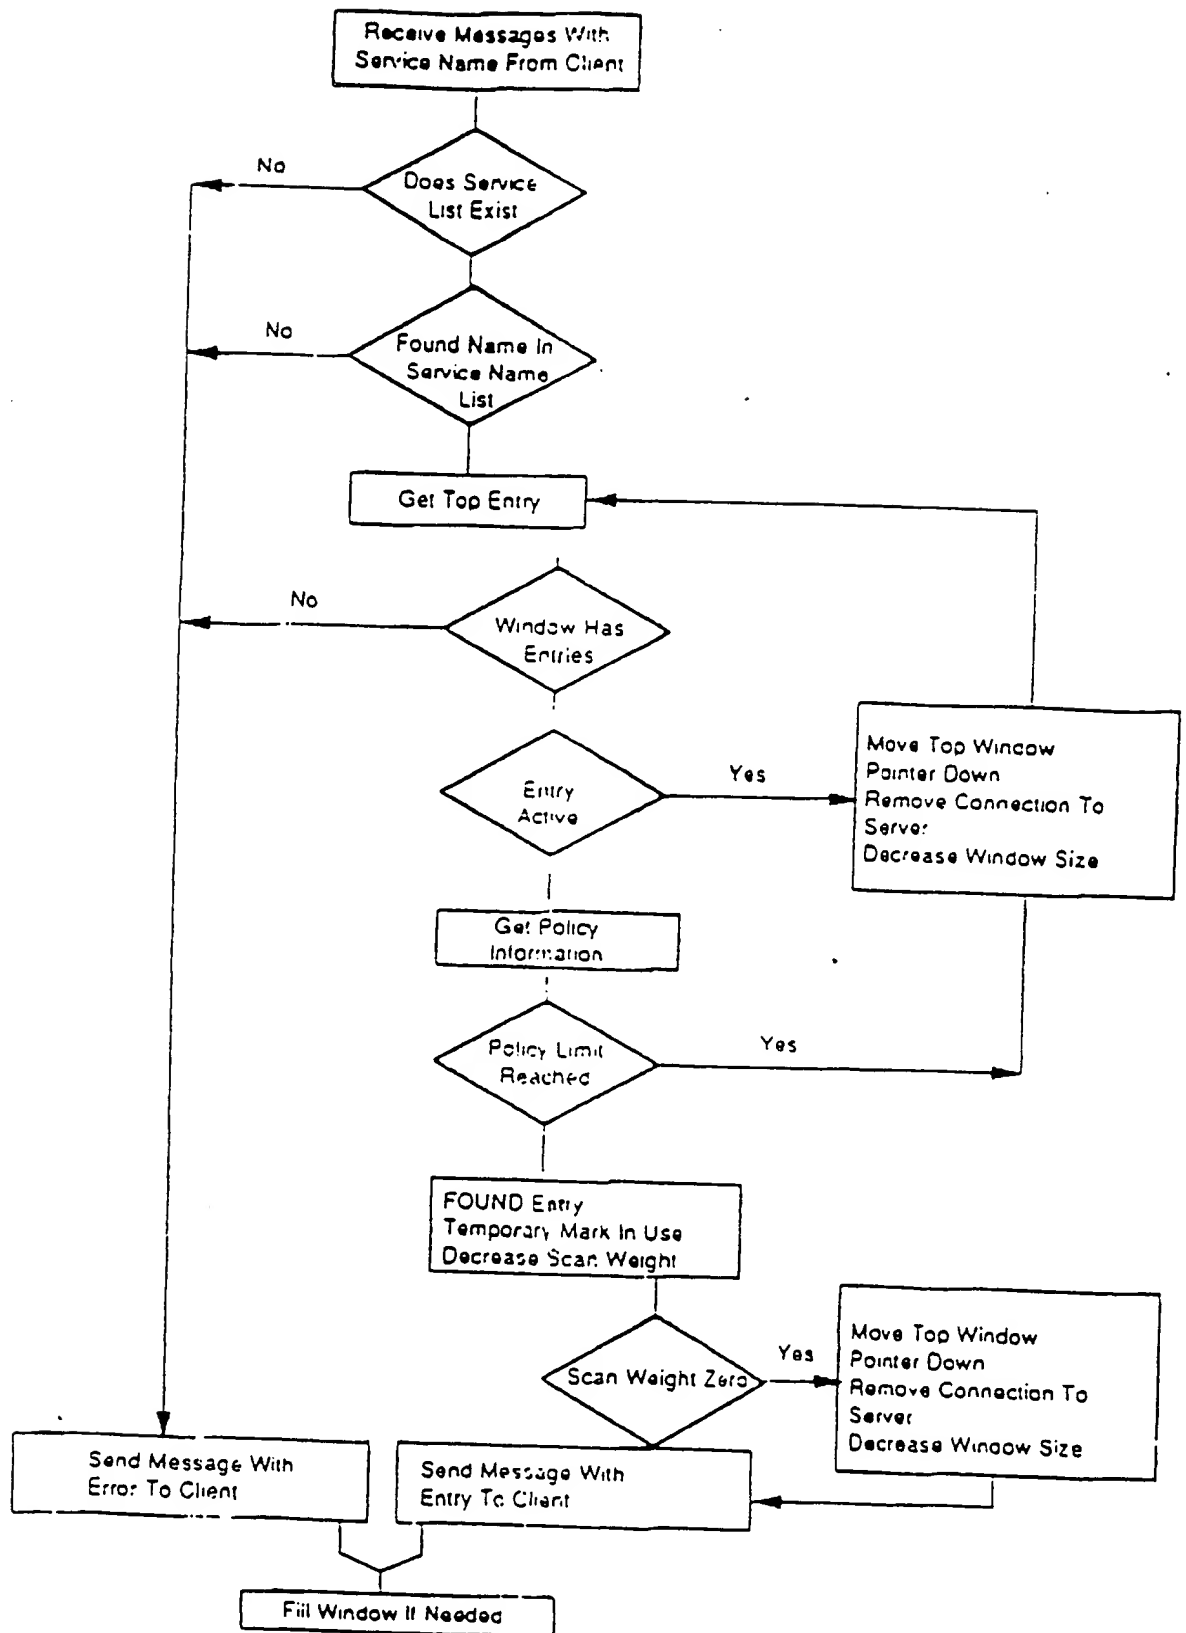 Receive Messages With
Service Name From Client
No
Does Service
List Exist
No
Found Name In
Service Name
List
Get Top Entry
No
Window Has
Entries
Entry
Active
Yes
Move Top Window
Pointer Down
Remove Connection To
Server
Decrease Window Size
Get Policy
Information
Policy Limit
Reached
Yes
FOUND Entry
Temporary Mark In Use
Decrease Scan Weight
Scan Weight Zero
Yes
Move Top Window
Pointer Down
Remove Connection To
Server
Decrease Window Size
Send Message With
Error To Client
Send Message With
Entry To Client
Fill Window If Needed